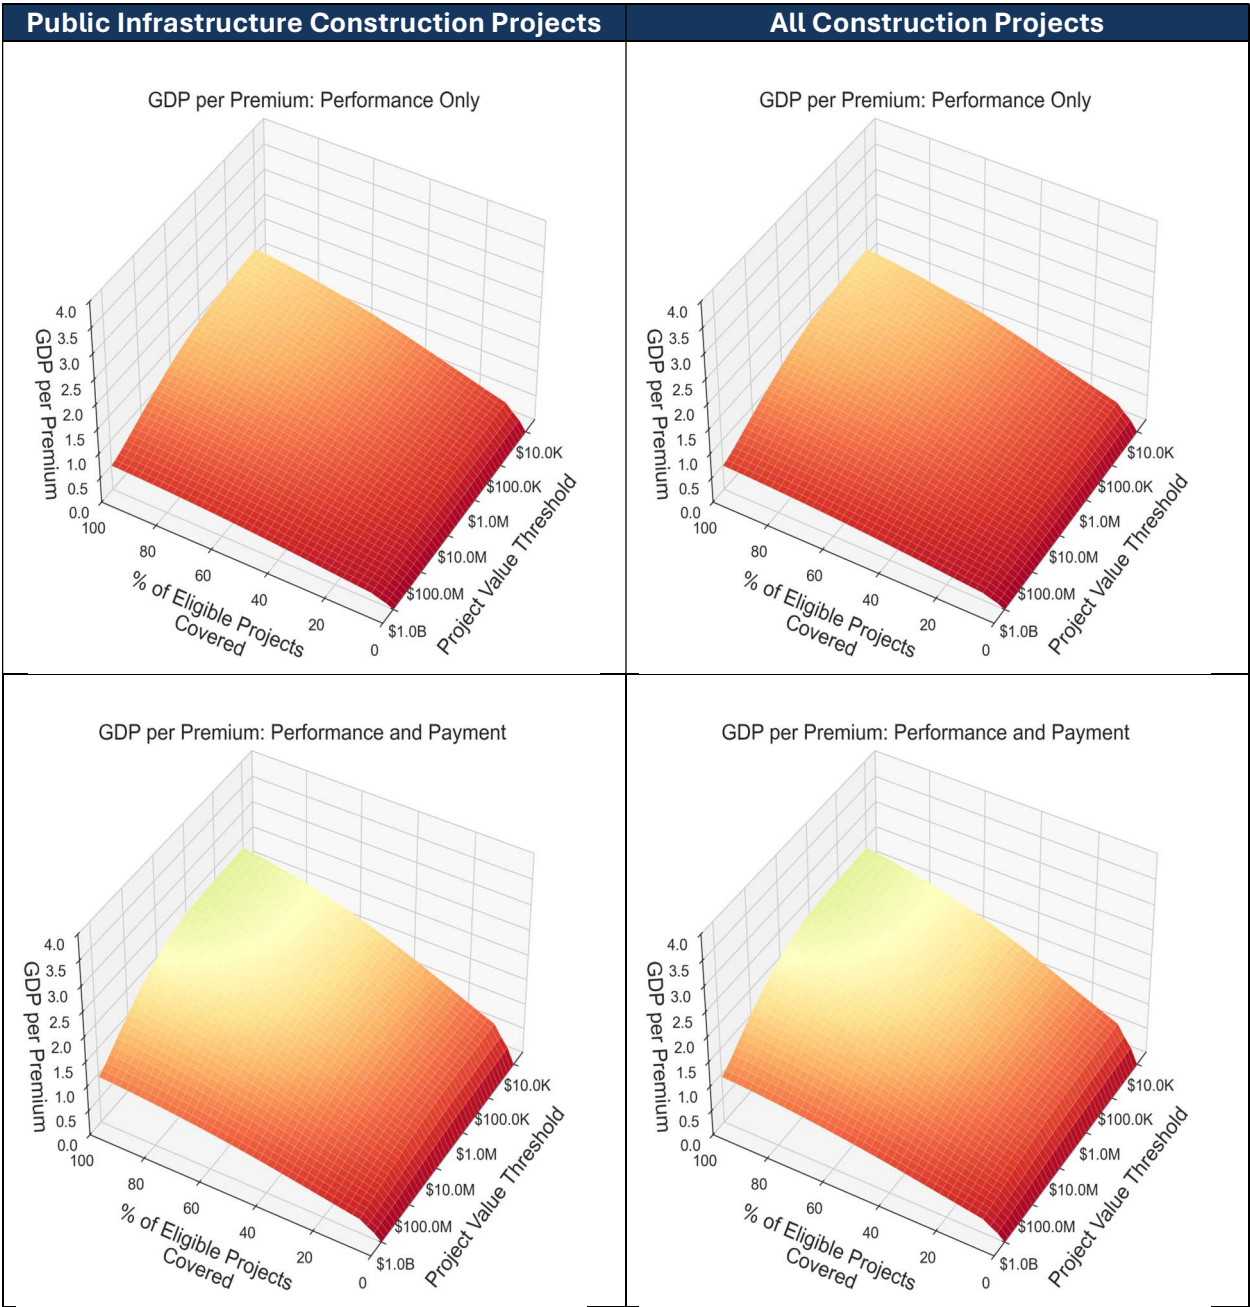 Public Infrastructure Construction Projects
All Construction Projects
GDP per Premium: Performance Only
4.0
3.5
3.0
2.5
2.0
1.5
1.0
0.5
0.0
GDP per Premium
100
80
60
40
20
0
% of Eligible Projects
Covered
$10.0K
$100.0K
$1.0M
$10.0M
$100.0M
$1.0B
Project Value Threshold
GDP per Premium: Performance Only
4.0
3.5
3.0
2.5
2.0
1.5
1.0
0.5
0.0
GDP per Premium
100
80
60
40
20
0
% of Eligible Projects
Covered
$10.0K
$100.0K
$1.0M
$10.0M
$100.0M
$1.0B
Project Value Threshold
GDP per Premium: Performance and Payment
4.0
3.5
3.0
2.5
2.0
1.5
1.0
0.5
0.0
GDP per Premium
100
80
60
40
20
0
% of Eligible Projects
Covered
$10.0K
$100.0K
$1.0M
$10.0M
$100.0M
$1.0B
Project Value Threshold
GDP per Premium: Performance and Payment
4.0
3.5
3.0
2.5
2.0
1.5
1.0
0.5
0.0
GDP per Premium
100
80
60
40
20
0
% of Eligible Projects
Covered
$10.0K
$100.0K
$1.0M
$10.0M
$100.0M
$1.0B
Project Value Threshold